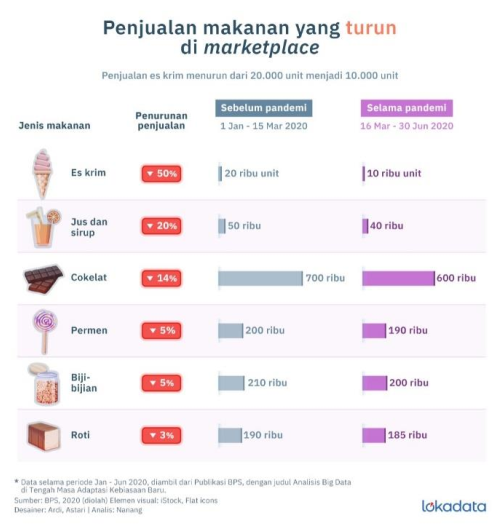 Penjualan makanan yang turun
di marketplace
Penjualan es krim menurun dari 20.000 unit menjadi 10.000 unit
Jenis makanan
Penurunan
penjualan
Sebelum pandemi
1 Jan - 15 Mar 2020
Selama pandemi
16 Mar - 30 Jun 2020
Es krim
▼ 50%
20 ribu unit
10 ribu unit
Jus dan
sirup
▼ 20%
50 ribu
40 ribu
Cokelat
▼ 14%
700 ribu
600 ribu
Permen
▼ 5%
200 ribu
190 ribu
Biji-
bijian
▼ 5%
210 ribu
200 ribu
Roti
▼ 3%
190 ribu
185 ribu
* Data selama periode Jan - Jun 2020, diambil dari Publikasi BPS, dengan judul Analisis Big Data
di Tengah Masa Adaptasi Kebiasaan Baru.
Sumber: BPS, 2020 (diolah) Elemen visual: iStock, Flat icons
Desainer: Ardi, Astari | Analis: Nanang
lokadata